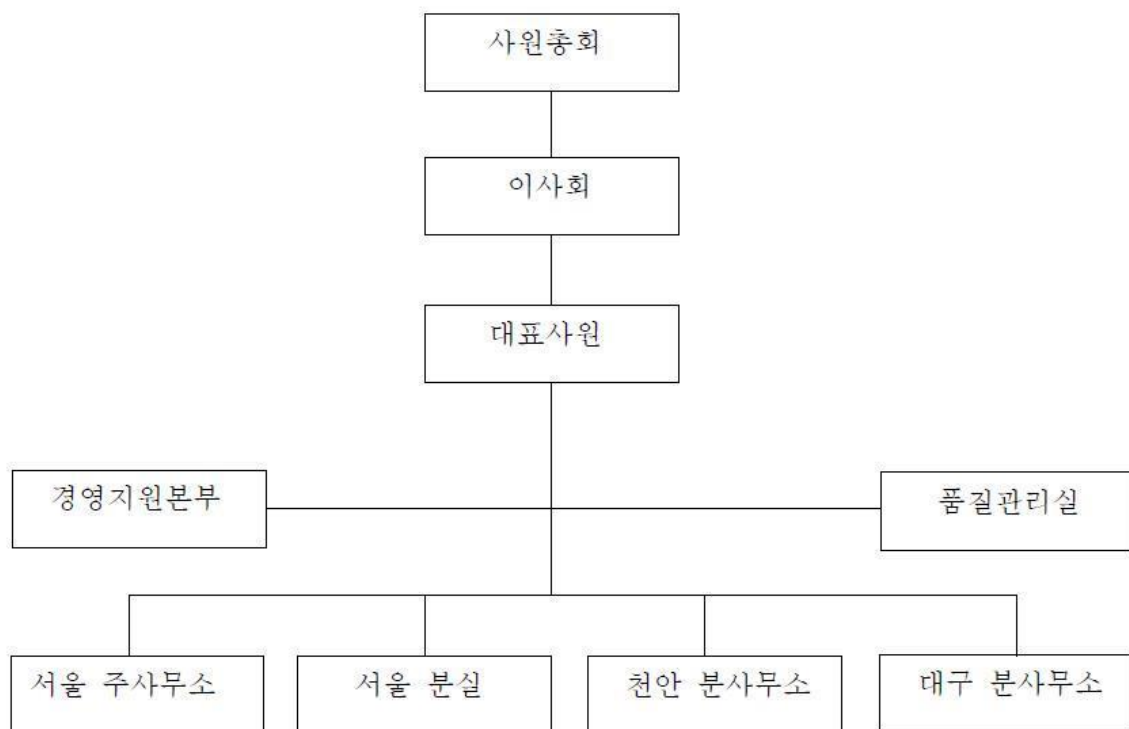 사원총회
이사회
대표사원
경영지원본부
품질관리실
서울 주사무소
서울 분실
천안 분사무소
대구 분사무소